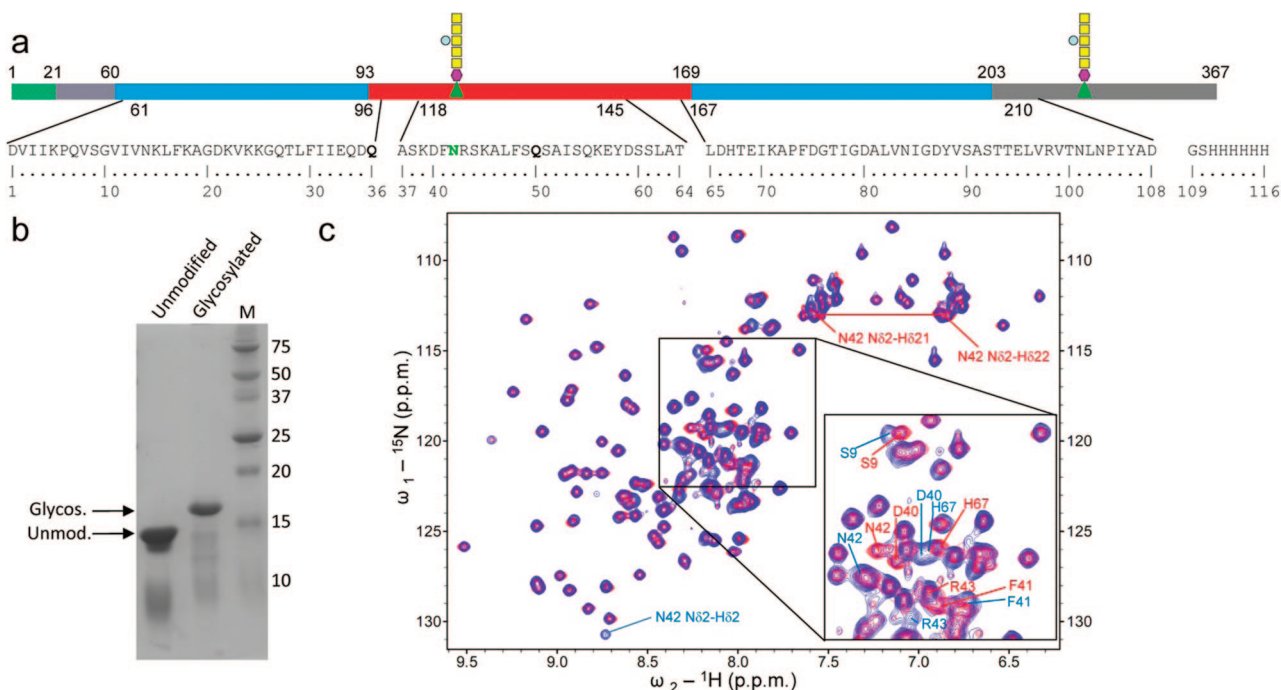 a
1 21 60 93 169 203 367
61 96 118 145 167 210
DVIIKPQVSGVIVNKLFKAGDKVKKGQTLFIIEQDQ ASKDFNRSKALFSQSAISQKEYDSSLAT LDHTEIKAPFDGTIGDALVNIGDYVSASTTELVRVTNLNPIYAD GSHHHHHH
1 10 20 30 36 37 40 50 60 64 65 70 80 90 100 108 109 116
b
Unmodified
Glycosylated
M
75
50
37
25
20
Glycos.
15
Unmod.
10
c
110 110
N42 Nδ2-Hδ21
N42 Nδ2-Hδ22
115 115
120 120
125 125
130 130
S9
S9
D40
D40 H67
H67
N42
N42
R43
F41
F41
R43
N42 Nδ2-Hδ2
ω 1 – 15N (p.p.m.)
ω 1 – 15N (p.p.m.)
9.5 9.0 8.5 8.0 7.5 7.0 6.5
ω 2 – 1H (p.p.m.)